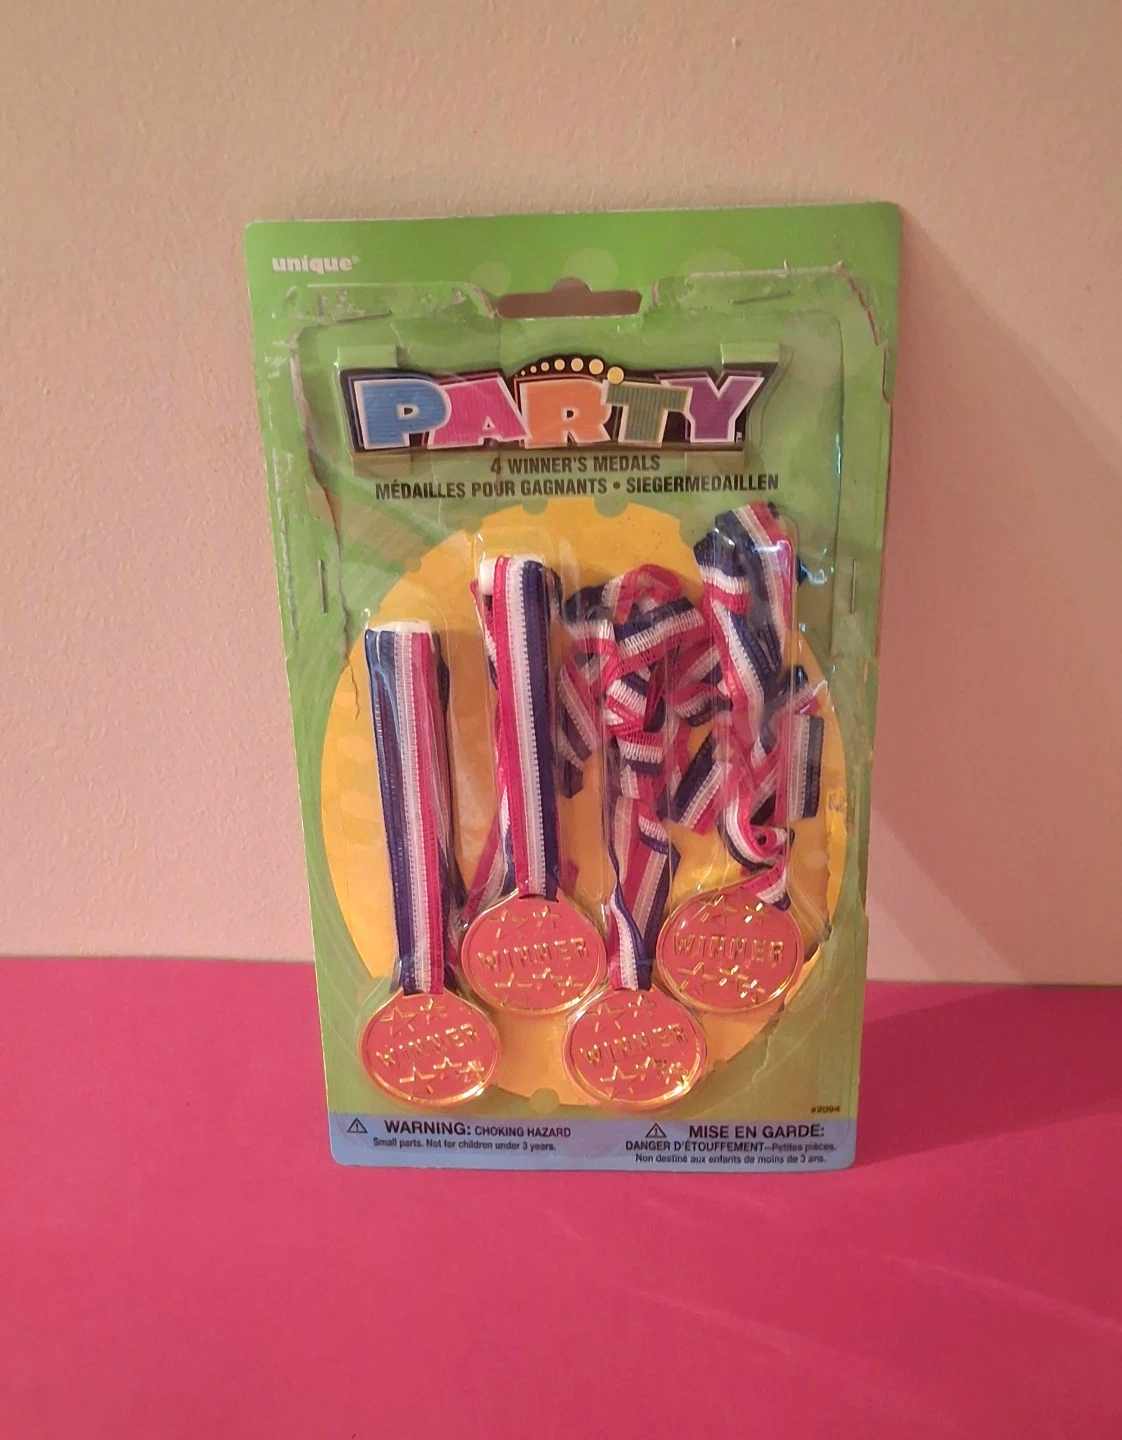 unique®
PARTY
4 WINNER'S MEDALS
MÉDAILLES POUR GAGNANTS • SIEGERMEDAILLEN
WINNER
WINNER
WINNER
WINNER
#2094
⚠ WARNING: CHOKING HAZARD
Small parts. Not for children under 3 years.
⚠ MISE EN GARDE:
DANGER D'ÉTOUFFEMENT—Petites pièces.
Non destiné aux enfants de moins de 3 ans.